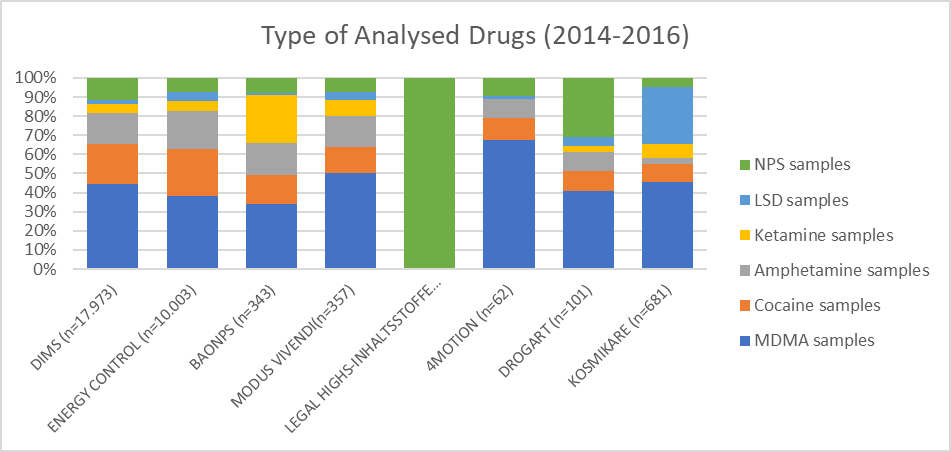 Type of Analysed Drugs (2014-2016)
100%
90%
80%
70%
60%
50%
40%
30%
20%
10%
0%
DIMS (n=17.973)
ENERGY CONTROL (n=10.003)
BAONPS (n=343)
MODUS VIVENDI(n=357)
LEGAL HIGHS-INHALTSSTOFFE...
4MOTION (n=62)
DROGART (n=101)
KOSMIKARE (n=681)
NPS samples
LSD samples
Ketamine samples
Amphetamine samples
Cocaine samples
MDMA samples